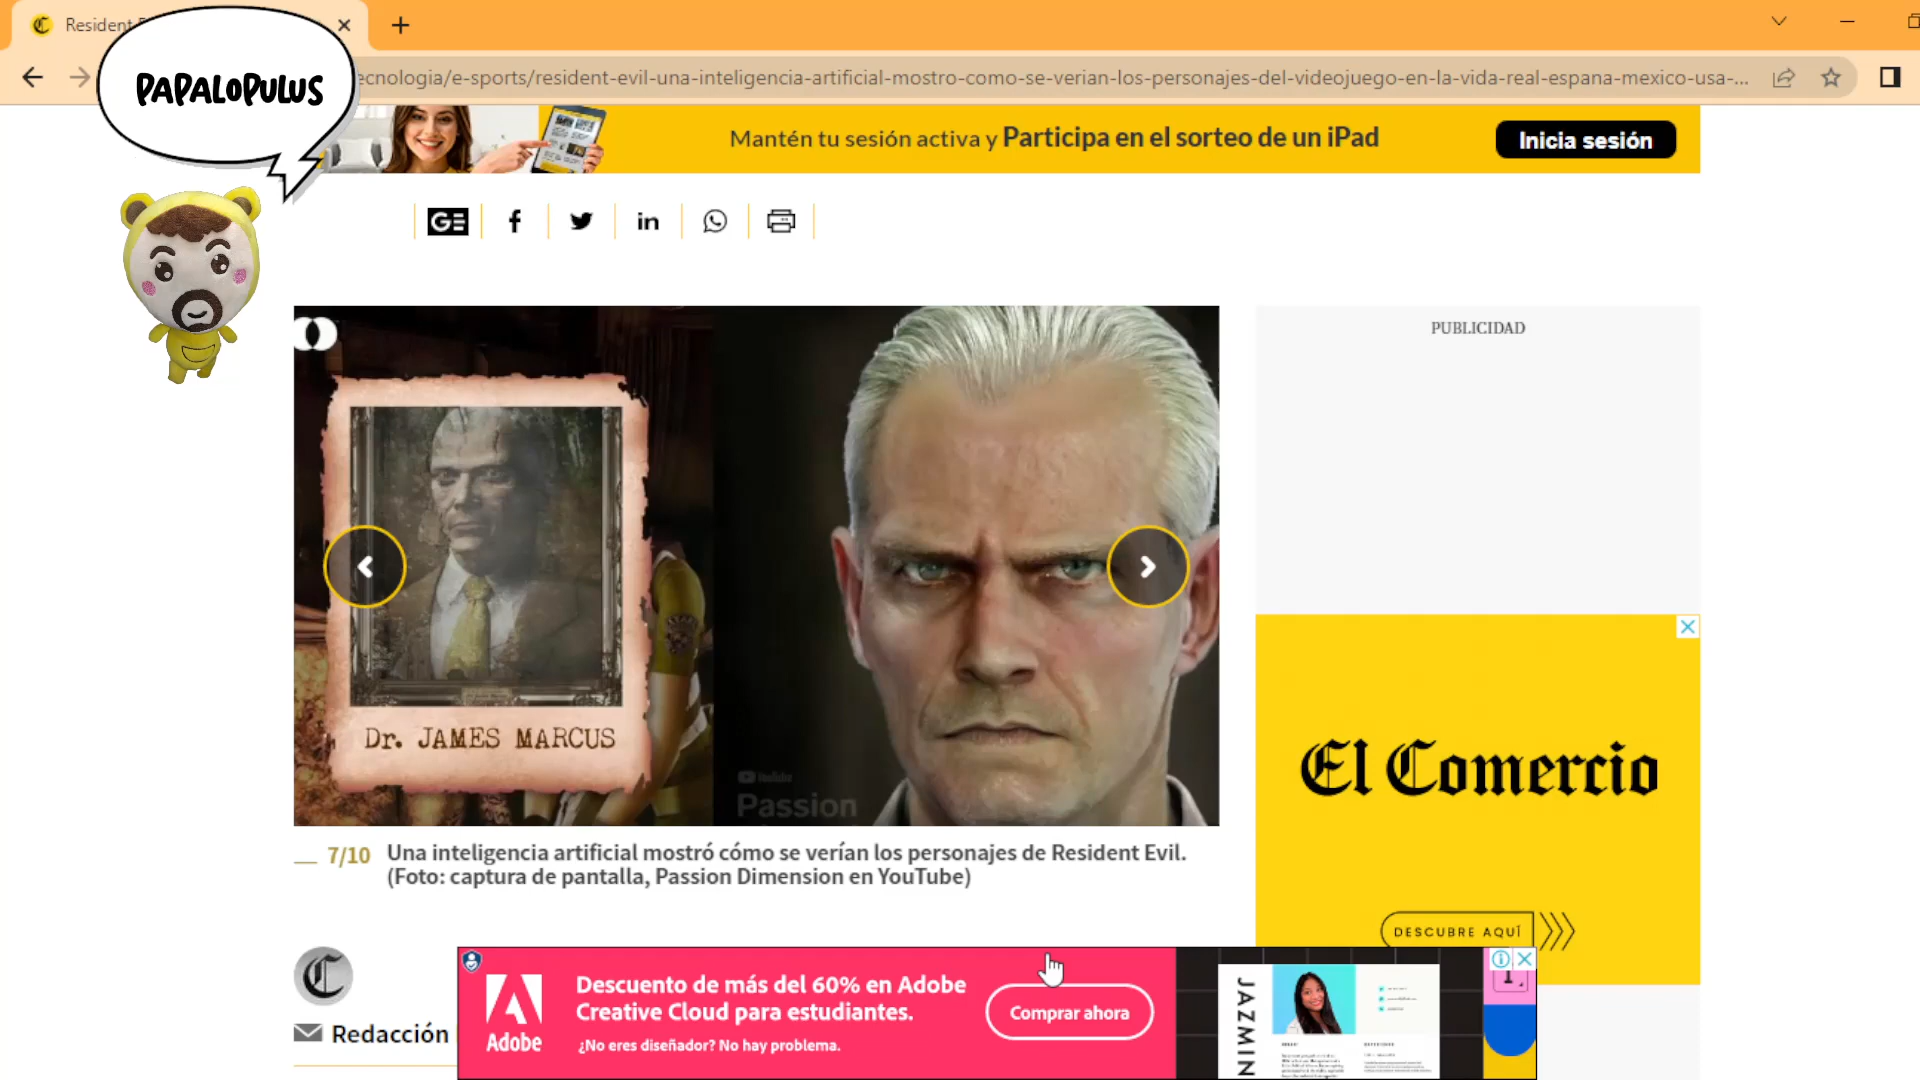 Resident
PAPALOPULUS
ecnologia/e-sports/resident-evil-una-inteligencia-artificial-mostro-como-se-verian-los-personajes-del-videojuego-en-la-vida-real-espana-mexico-usa-...
Mantén tu sesión activa y Participa en el sorteo de un iPad
Inicia sesión
GE
PUBLICIDAD
Dr. JAMES MARCUS
YouTube
Passion
7/10 Una inteligencia artificial mostró cómo se verían los personajes de Resident Evil.
(Foto: captura de pantalla, Passion Dimension en YouTube)
El Comercio
DESCUBRE AQUÍ
Redacción
Adobe
Descuento de más del 60% en Adobe
Creative Cloud para estudiantes.
¿No eres diseñador? No hay problema.
Comprar ahora
JAZMIN